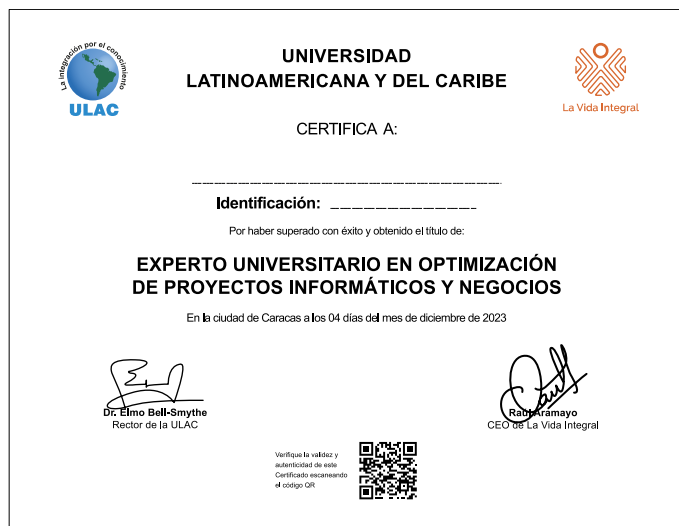 La integración por el conocimiento
ULAC
UNIVERSIDAD
LATINOAMERICANA Y DEL CARIBE
La Vida Integral
CERTIFICA A:
Identificación:
Por haber superado con éxito y obtenido el título de:
EXPERTO UNIVERSITARIO EN OPTIMIZACIÓN
DE PROYECTOS INFORMÁTICOS Y NEGOCIOS
En la ciudad de Caracas a los 04 días del mes de diciembre de 2023
Dr. Elmo Bell-Smythe
Rector de la ULAC
Raúl Aramayo
CEO de La Vida Integral
Verifique la validez y
autenticidad de este
Certificado escaneando
el código QR